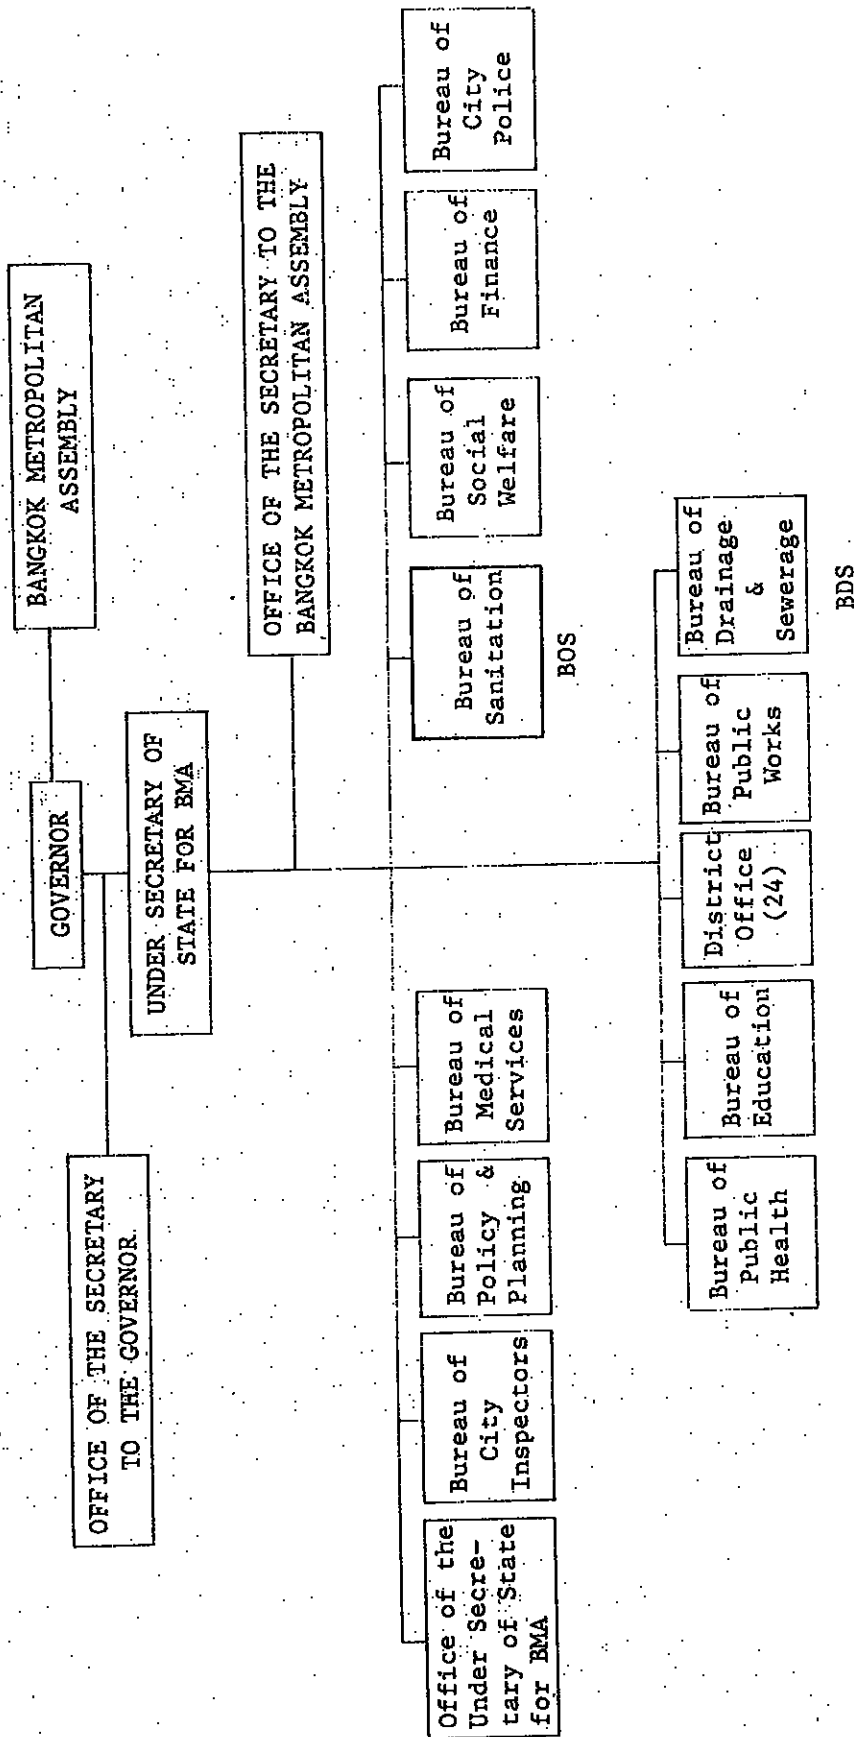 BANGKOK METROPOLITAN
ASSEMBLY
GOVERNOR
OFFICE OF THE SECRETARY
TO THE GOVERNOR.
UNDER SECRETARY OF
STATE FOR BMA
OFFICE OF THE SECRETARY TO THE
BANGKOK METROPOLITAN ASSEMBLY
Office of the
Under Secre-
tary of State
for BMA
Bureau of
City
Inspectors
Bureau of
Policy &
Planning
Bureau of
Medical
Services
Bureau of
Sanitation
BOS
Bureau of
Social
Welfare
Bureau of
Finance
Bureau of
City
Police
Bureau of
Public
Health
Bureau of
Education
District
Office
(24)
Bureau of
Public
Works
Bureau of
Drainage
&
Sewerage
BDS